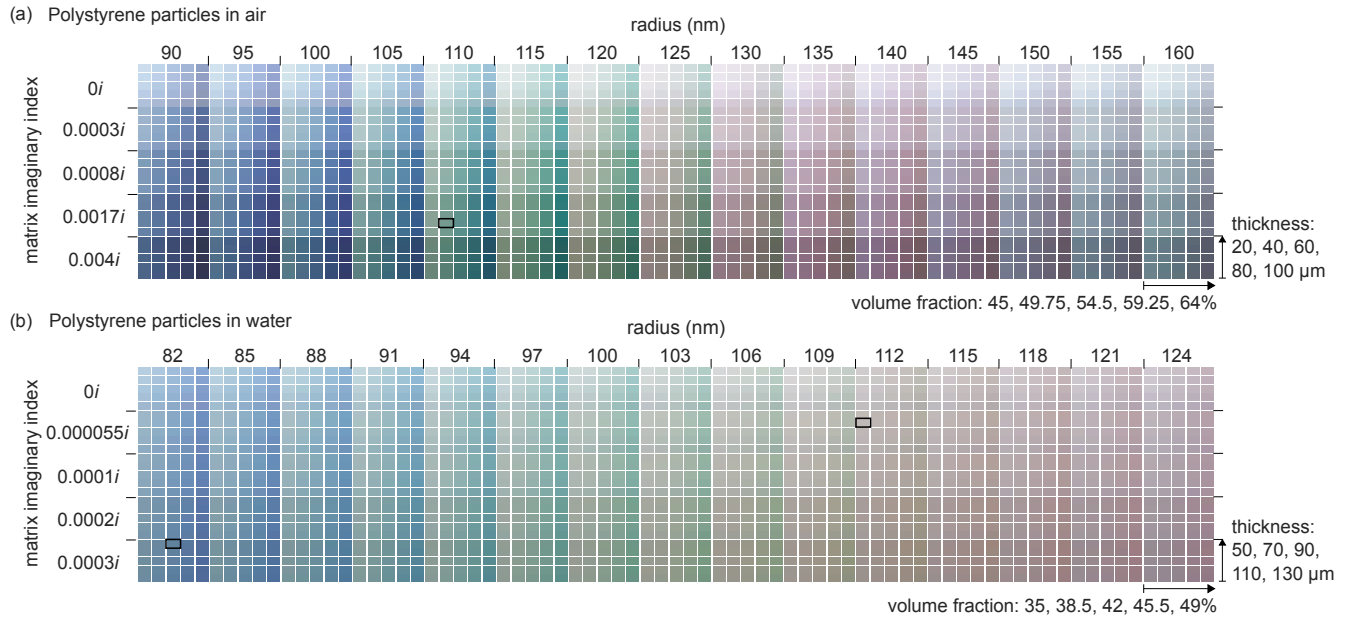 (a) Polystyrene particles in air
radius (nm)
90 95 100 105 110 115 120 125 130 135 140 145 150 155 160
matrix imaginary index
0i
0.0003i
0.0008i
0.0017i
0.004i
thickness:
20, 40, 60,
80, 100 µm
volume fraction: 45, 49.75, 54.5, 59.25, 64%
(b) Polystyrene particles in water
radius (nm)
82 85 88 91 94 97 100 103 106 109 112 115 118 121 124
matrix imaginary index
0i
0.000055i
0.0001i
0.0002i
0.0003i
thickness:
50, 70, 90,
110, 130 µm
volume fraction: 35, 38.5, 42, 45.5, 49%